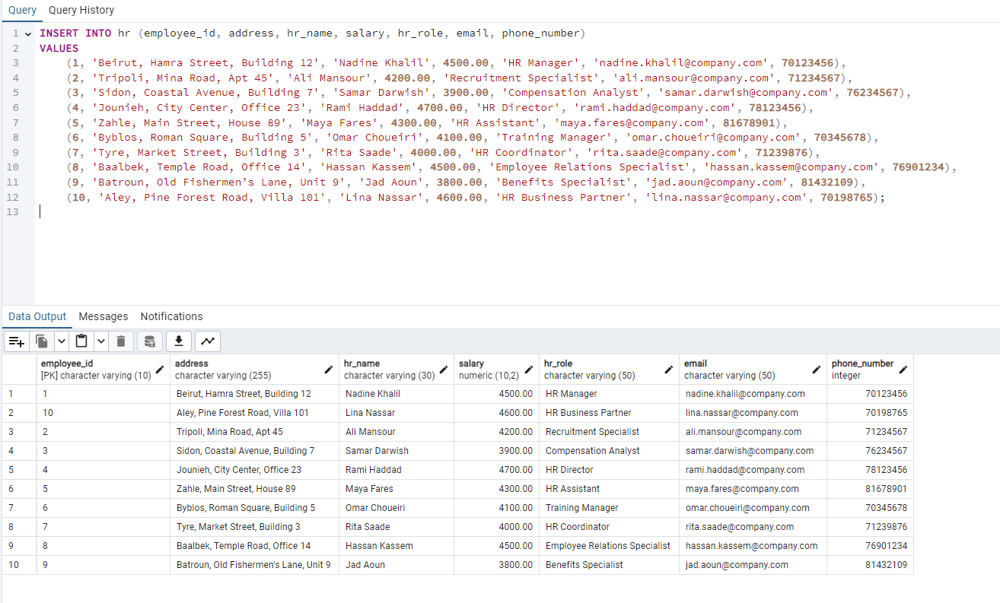 Query Query History
1 INSERT INTO hr (employee_id, address, hr_name, salary, hr_role, email, phone_number)
2 VALUES
3 (1, 'Beirut, Hamra Street, Building 12', 'Nadine Khalil', 4500.00, 'HR Manager', 'nadine.khalil@company.com', 70123456),
4 (2, 'Tripoli, Mina Road, Apt 45', 'Ali Mansour', 4200.00, 'Recruitment Specialist', 'ali.mansour@company.com', 71234567),
5 (3, 'Sidon, Coastal Avenue, Building 7', 'Samar Darwish', 3900.00, 'Compensation Analyst', 'samar.darwish@company.com', 76234567),
6 (4, 'Jounieh, City Center, Office 23', 'Rami Haddad', 4700.00, 'HR Director', 'rami.haddad@company.com', 78123456),
7 (5, 'Zahle, Main Street, House 89', 'Maya Fares', 4300.00, 'HR Assistant', 'maya.fares@company.com', 81678901),
8 (6, 'Byblos, Roman Square, Building 5', 'Omar Choueiri', 4100.00, 'Training Manager', 'omar.choueiri@company.com', 70345678),
9 (7, 'Tyre, Market Street, Building 3', 'Rita Saade', 4000.00, 'HR Coordinator', 'rita.saade@company.com', 71239876),
10 (8, 'Baalbek, Temple Road, Office 14', 'Hassan Kassem', 4500.00, 'Employee Relations Specialist', 'hassan.kassem@company.com', 76901234),
11 (9, 'Batroun, Old Fishermen’s Lane, Unit 9', 'Jad Aoun', 3800.00, 'Benefits Specialist', 'jad.aoun@company.com', 81432109),
12 (10, 'Aley, Pine Forest Road, Villa 101', 'Lina Nassar', 4600.00, 'HR Business Partner', 'lina.nassar@company.com', 70198765);
13
Data Output Messages Notifications
employee_id address hr_name salary hr_role email phone_number
[PK] character varying (10) character varying (255) character varying (30) numeric (10,2) character varying (50) character varying (50) integer
1 1 Beirut, Hamra Street, Building 12 Nadine Khalil 4500.00 HR Manager nadine.khalil@company.com 70123456
2 10 Aley, Pine Forest Road, Villa 101 Lina Nassar 4600.00 HR Business Partner lina.nassar@company.com 70198765
3 2 Tripoli, Mina Road, Apt 45 Ali Mansour 4200.00 Recruitment Specialist ali.mansour@company.com 71234567
4 3 Sidon, Coastal Avenue, Building 7 Samar Darwish 3900.00 Compensation Analyst samar.darwish@company.com 76234567
5 4 Jounieh, City Center, Office 23 Rami Haddad 4700.00 HR Director rami.haddad@company.com 78123456
6 5 Zahle, Main Street, House 89 Maya Fares 4300.00 HR Assistant maya.fares@company.com 81678901
7 6 Byblos, Roman Square, Building 5 Omar Choueiri 4100.00 Training Manager omar.choueiri@company.com 70345678
8 7 Tyre, Market Street, Building 3 Rita Saade 4000.00 HR Coordinator rita.saade@company.com 71239876
9 8 Baalbek, Temple Road, Office 14 Hassan Kassem 4500.00 Employee Relations Specialist hassan.kassem@company.com 76901234
10 9 Batroun, Old Fishermen’s Lane, Unit 9 Jad Aoun 3800.00 Benefits Specialist jad.aoun@company.com 81432109